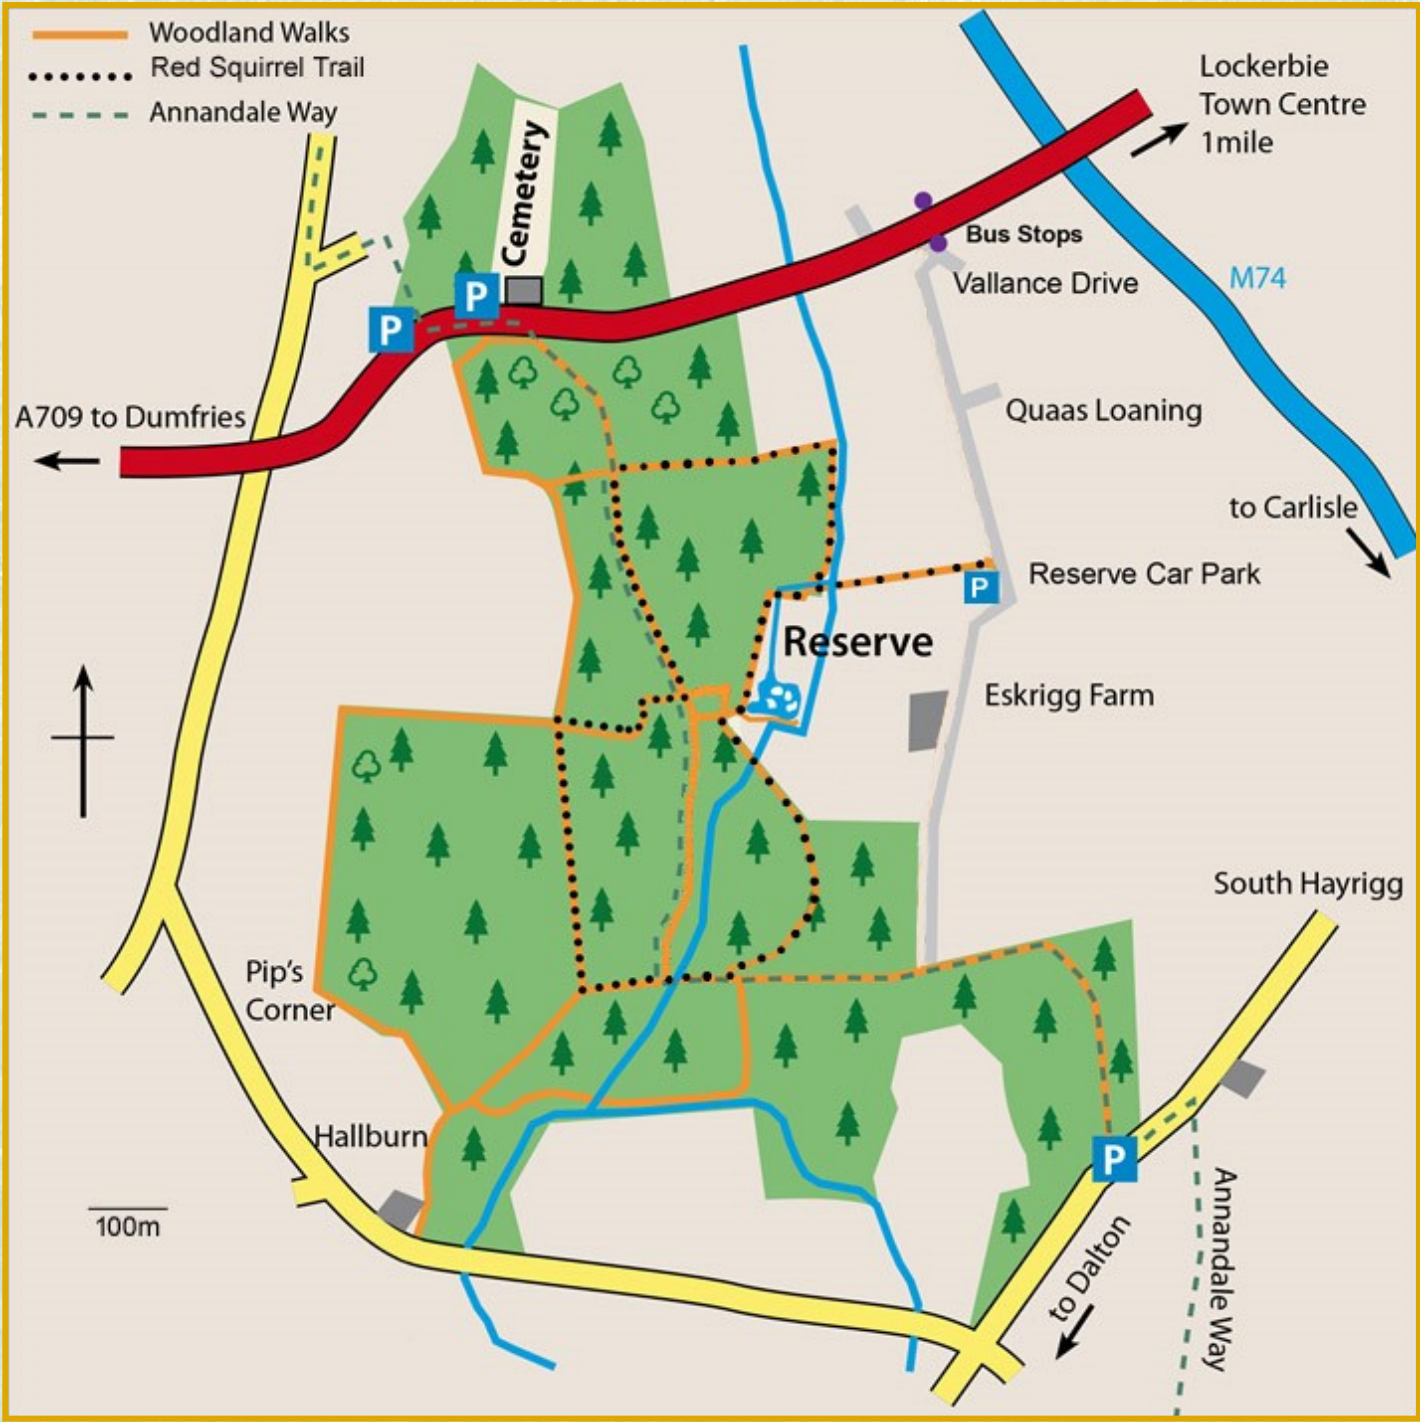 Woodland Walks
Red Squirrel Trail
Annandale Way
Lockerbie
Town Centre
1mile
Cemetery
P
P
Bus Stops
Vallance Drive
M74
A709 to Dumfries
Quaas Loaning
to Carlisle
Reserve Car Park
P
Reserve
Eskrigg Farm
South Hayrigg
Pip's
Corner
Hallburn
P
100m
to Dalton
Annandale Way